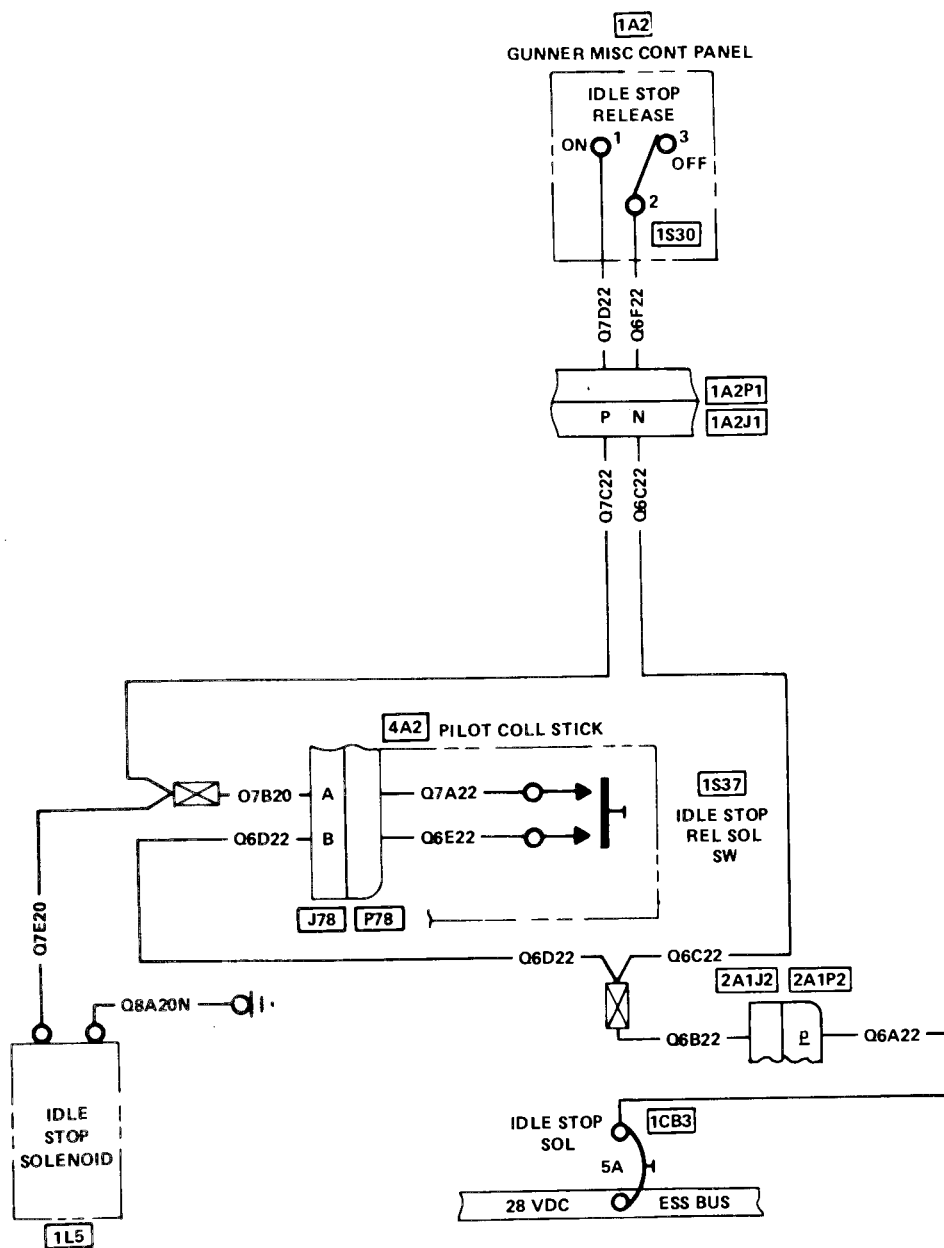 1A2
GUNNER MISC CONT PANEL
IDLE STOP
RELEASE
ON 1
3
OFF
2
1S30
Q7D22
Q6F22
1A2P1
P N
1A2J1
Q7C22
Q6C22
4A2 PILOT COLL STICK
O7B20 A Q7A22
Q6D22 B Q6E22
1S37
IDLE STOP
REL SOL
SW
J78 P78
Q7E20
Q6D22 Q6C22
2A1J2 2A1P2
Q8A20N
Q6B22 p Q6A22
IDLE
STOP
SOLENOID
1L5
IDLE STOP
SOL
1CB3
5A
28 VDC ESS BUS